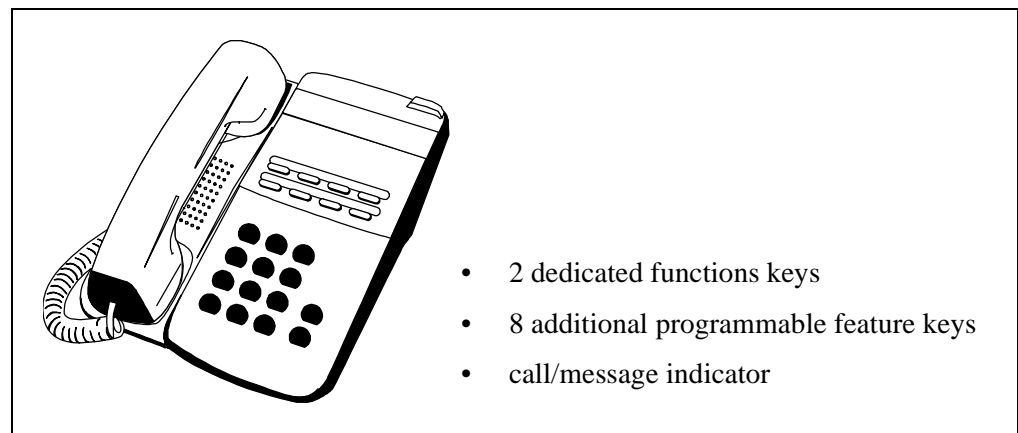 • 2 dedicated functions keys
• 8 additional programmable feature keys
• call/message indicator